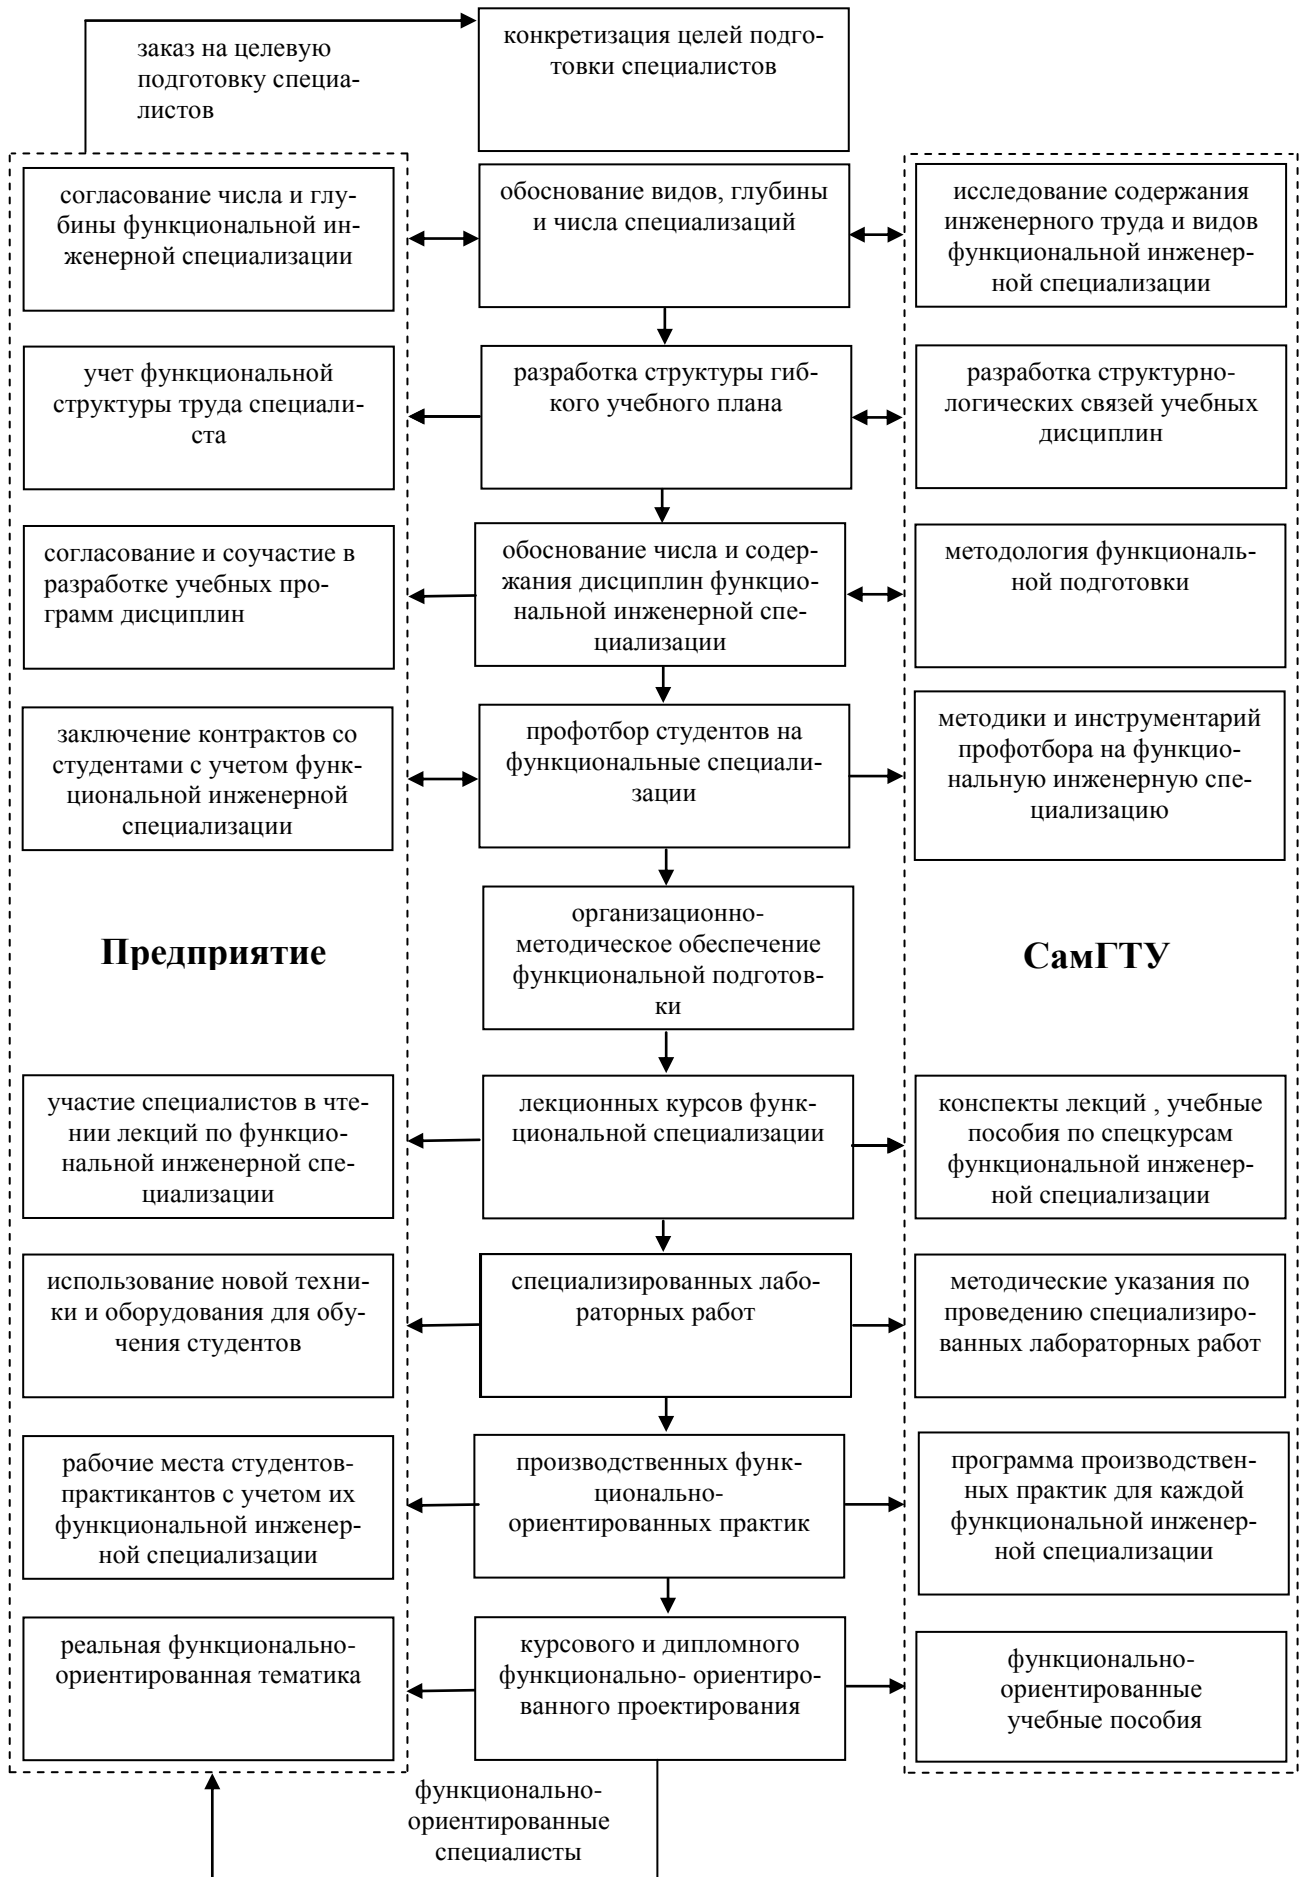 заказ на целевую
подготовку специа-
листов
конкретизация целей подго-
товки специалистов
согласование числа и глу-
бины функциональной ин-
женерной специализации
обоснование видов, глубины
и числа специализаций
исследование содержания
инженерного труда и видов
функциональной инженер-
ной специализации
учет функциональной
структуры труда специали-
ста
разработка структуры гиб-
кого учебного плана
разработка структурно-
логических связей учебных
дисциплин
согласование и соучастие в
разработке учебных про-
грамм дисциплин
обоснование числа и содер-
жания дисциплин функцио-
нальной инженерной спе-
циализации
методология функциональ-
ной подготовки
заключение контрактов со
студентами с учетом функ-
циональной инженерной
специализации
профотбор студентов на
функциональные специали-
зации
методики и инструментарий
профотбора на функцио-
нальную инженерную спе-
циализацию
Предприятие
организационно-
методическое обеспечение
функциональной подготов-
ки
СамГТУ
участие специалистов в чте-
нии лекций по функцио-
нальной инженерной спе-
циализации
лекционных курсов функ-
циональной специализации
конспекты лекций , учебные
пособия по спецкурсам
функциональной инженер-
ной специализации
использование новой техни-
ки и оборудования для обу-
чения студентов
специализированных лабо-
раторных работ
методические указания по
проведению специализиро-
ванных лабораторных работ
рабочие места студентов-
практикантов с учетом их
функциональной инженер-
ной специализации
производственных функ-
ционально-
ориентированных практик
программа производствен-
ных практик для каждой
функциональной инженер-
ной специализации
реальная функционально-
ориентированная тематика
курсового и дипломного
функционально- ориентиро-
ванного проектирования
функционально-
ориентированные
учебные пособия
функционально-
ориентированные
специалисты